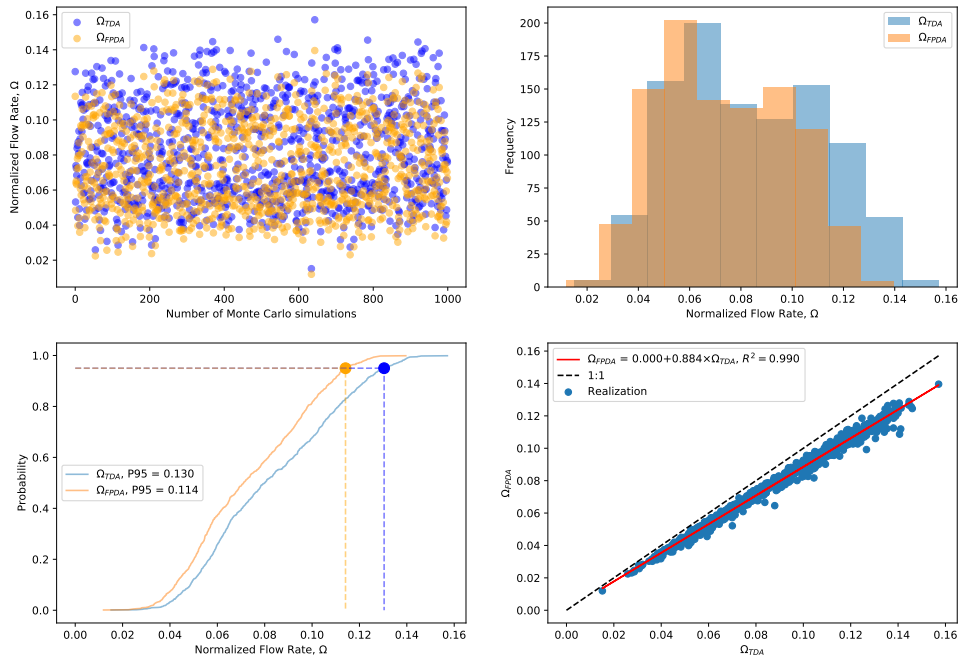 0.16
0.14
0.12
0.10
0.08
0.06
0.04
0.02
Normalized Flow Rate, Ω
Ω_TDA
Ω_FPDA
0 200 400 600 800 1000
Number of Monte Carlo simulations
200
175
150
125
100
75
50
25
0
Frequency
Ω_TDA
Ω_FPDA
0.02 0.04 0.06 0.08 0.10 0.12 0.14 0.16
Normalized Flow Rate, Ω
1.0
0.8
0.6
0.4
0.2
0.0
Probability
Ω_TDA, P95 = 0.130
Ω_FPDA, P95 = 0.114
0.00 0.02 0.04 0.06 0.08 0.10 0.12 0.14 0.16
Normalized Flow Rate, Ω
0.16
0.14
0.12
0.10
0.08
0.06
0.04
0.02
0.00
Ω_FPDA
Ω_FPDA = 0.000+0.884×Ω_TDA, R² = 0.990
1:1
Realization
0.00 0.02 0.04 0.06 0.08 0.10 0.12 0.14 0.16
Ω_TDA